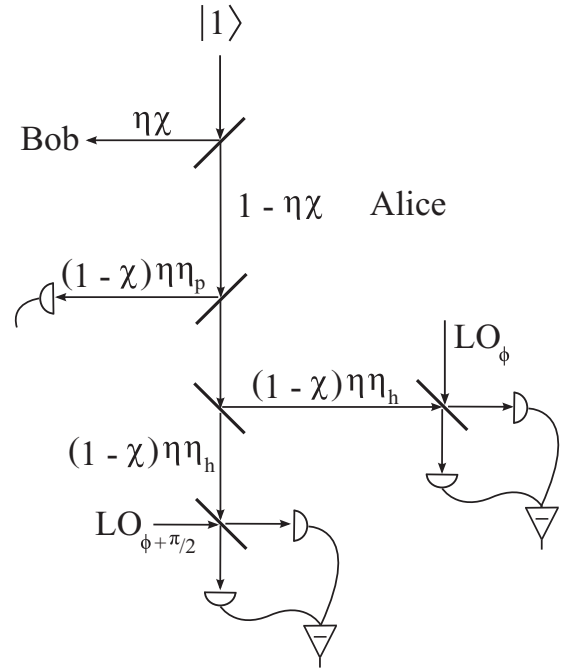 |1⟩
Bob
ηχ
1 - ηχ
Alice
(1 - χ)ηη_p
LO_ϕ
(1 - χ)ηη_h
(1 - χ)ηη_h
LO_ϕ+π/2